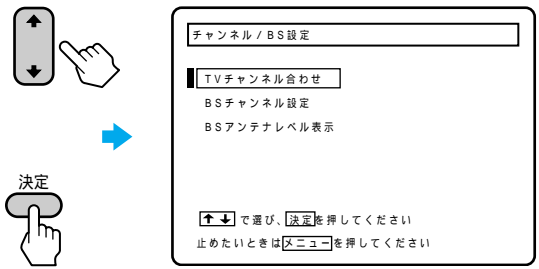 決定
チャンネル/BS設定
TVチャンネル合わせ
BSチャンネル設定
BSアンテナレベル表示
↑↓で選び、決定を押してください
止めたいときはメニューを押してください